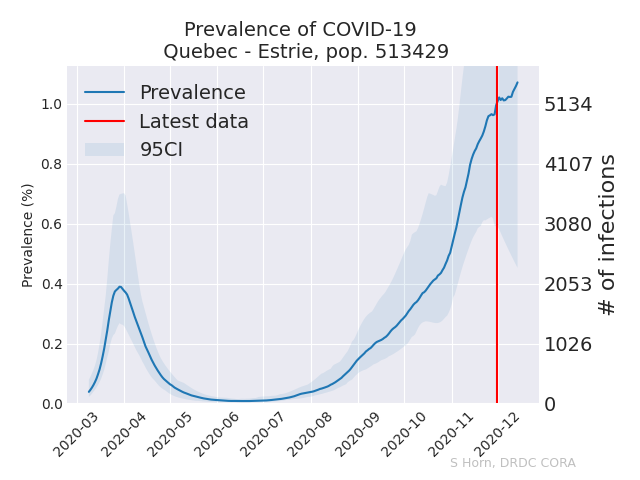 Prevalence of COVID-19
Quebec - Estrie, pop. 513429
Prevalence
Latest data
95CI
Prevalence (%)
1.0
0.8
0.6
0.4
0.2
0.0
5134
4107
3080
2053
1026
0
# of infections
2020-03
2020-04
2020-05
2020-06
2020-07
2020-08
2020-09
2020-10
2020-11
2020-12
S Horn, DRDC CORA